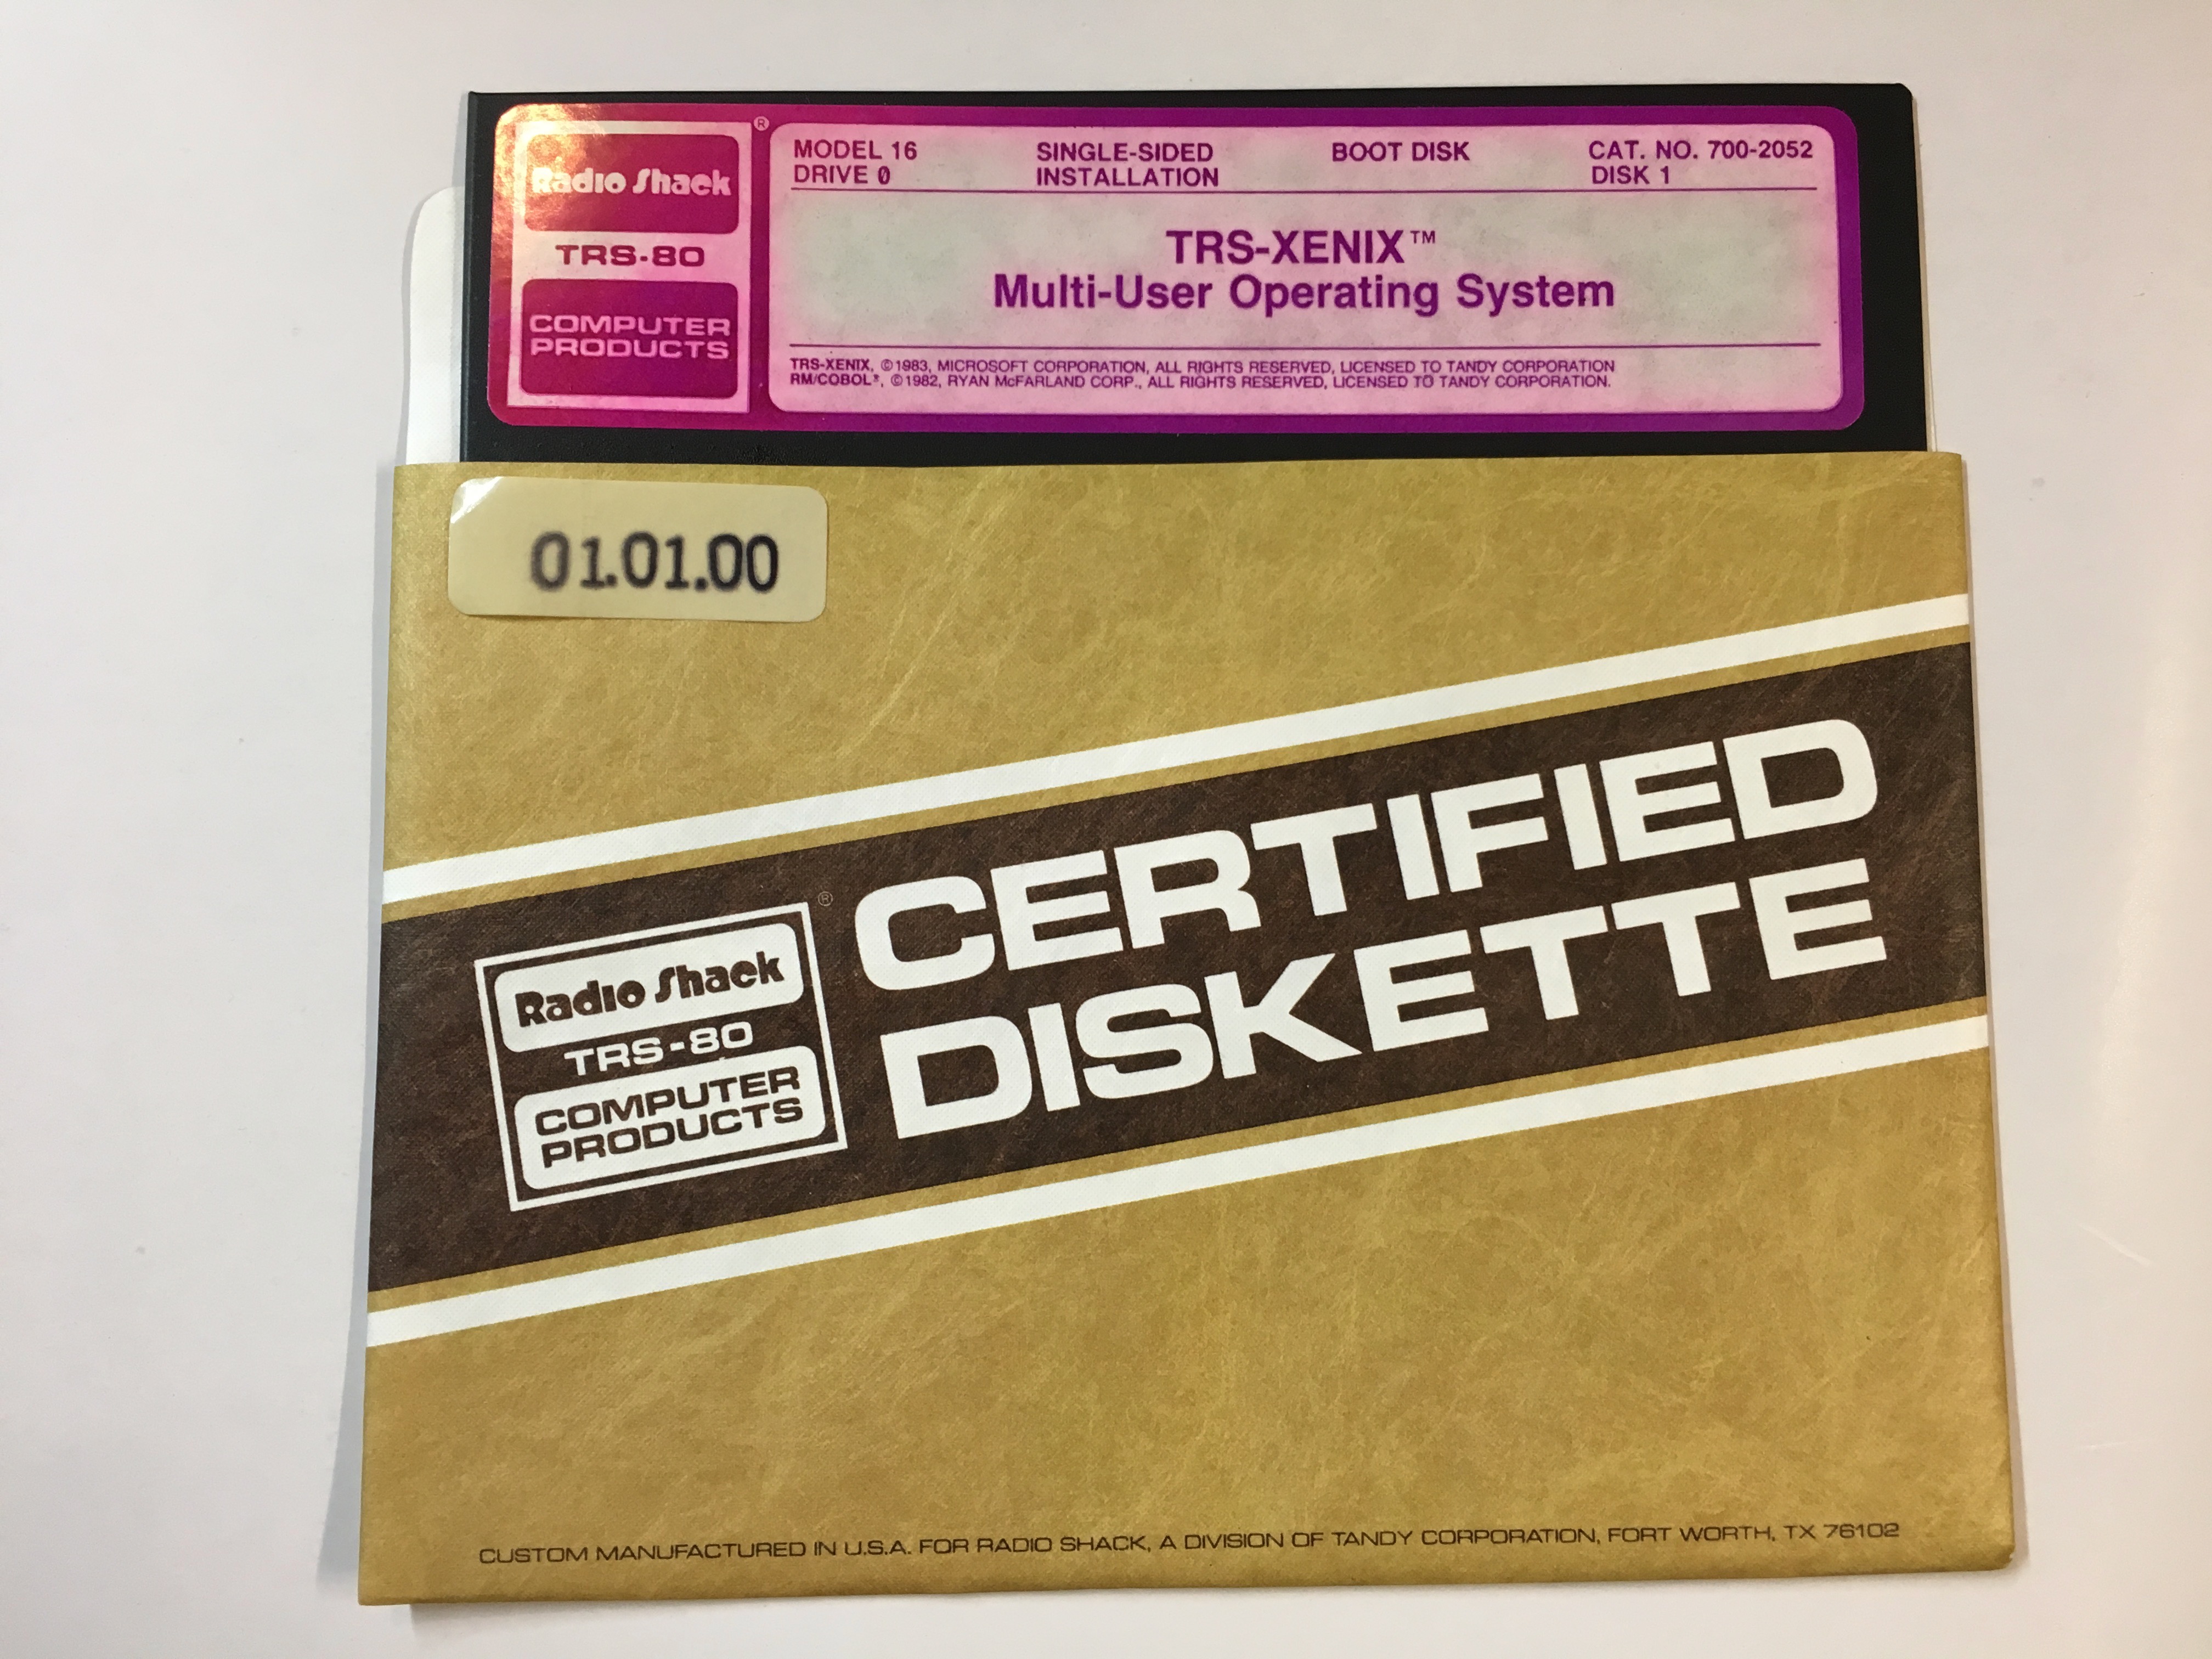 Radio Shack ®
TRS-80
COMPUTER
PRODUCTS
MODEL 16 SINGLE-SIDED BOOT DISK CAT. NO. 700-2052
DRIVE 0 INSTALLATION DISK 1
TRS-XENIX™
Multi-User Operating System
TRS-XENIX, ©1983, MICROSOFT CORPORATION, ALL RIGHTS RESERVED, LICENSED TO TANDY CORPORATION
RM/COBOL®, ©1982, RYAN McFARLAND CORP., ALL RIGHTS RESERVED, LICENSED TO TANDY CORPORATION.
01.01.00
Radio Shack ®
TRS-80
COMPUTER
PRODUCTS
CERTIFIED
DISKETTE
CUSTOM MANUFACTURED IN U.S.A. FOR RADIO SHACK, A DIVISION OF TANDY CORPORATION, FORT WORTH, TX 76102